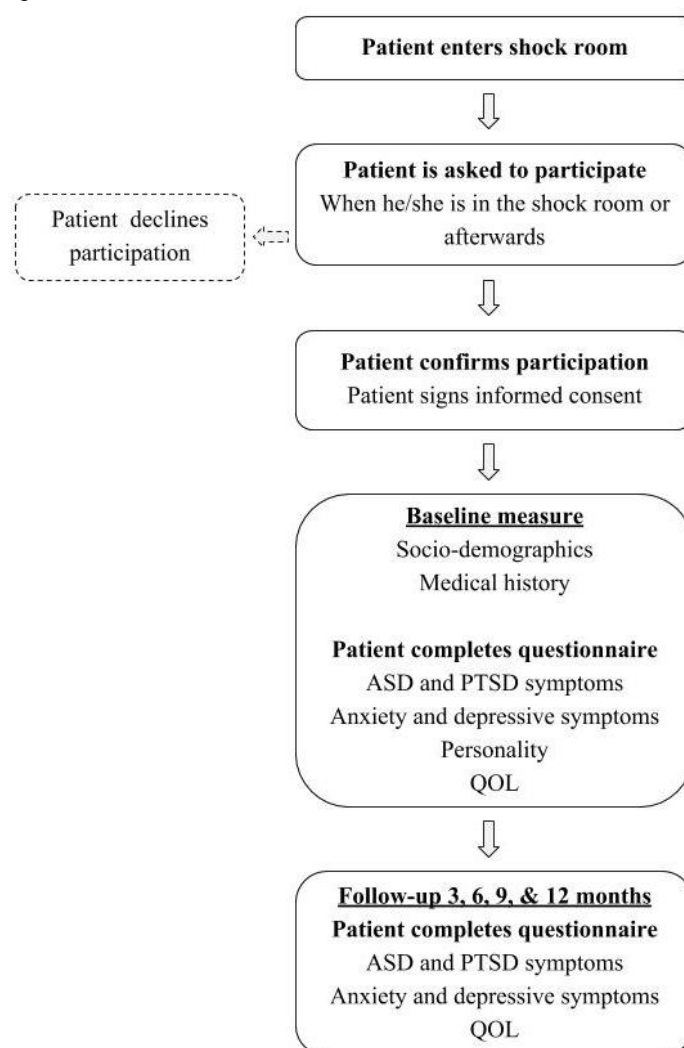 Patient enters shock room
Patient is asked to participate
When he/she is in the shock room or
afterwards
Patient declines
participation
Patient confirms participation
Patient signs informed consent
Baseline measure
Socio-demographics
Medical history
Patient completes questionnaire
ASD and PTSD symptoms
Anxiety and depressive symptoms
Personality
QOL
Follow-up 3, 6, 9, & 12 months
Patient completes questionnaire
ASD and PTSD symptoms
Anxiety and depressive symptoms
QOL